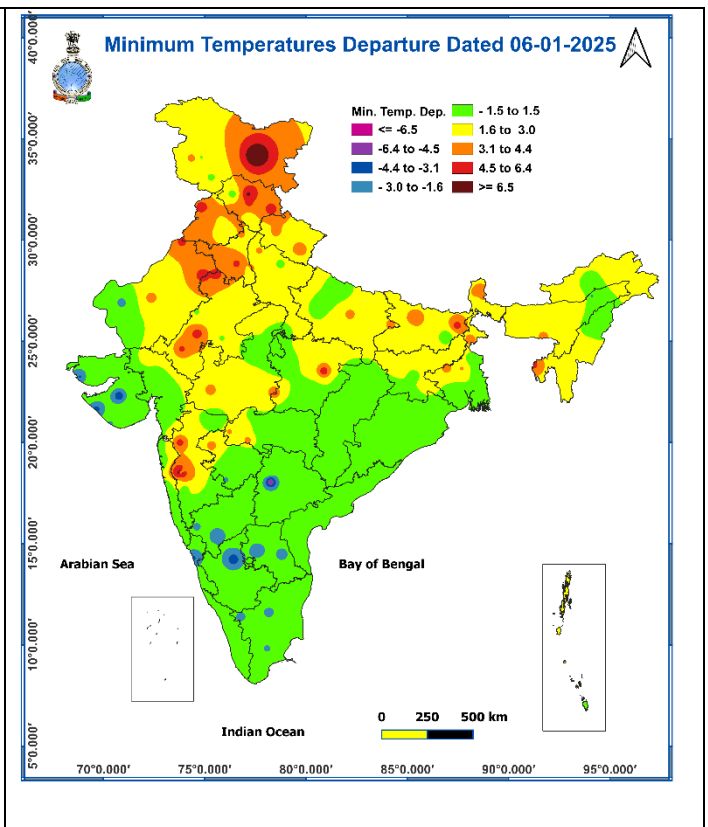 Minimum Temperatures Departure Dated 06-01-2025
Min. Temp. Dep.
<= -6.5
-6.4 to -4.5
-4.4 to -3.1
- 3.0 to -1.6
- 1.5 to 1.5
1.6 to 3.0
3.1 to 4.4
4.5 to 6.4
>= 6.5
40°0.000'
35°0.000'
30°0.000'
25°0.000'
20°0.000'
15°0.000'
10°0.000'
5°0.000'
Arabian Sea
Bay of Bengal
Indian Ocean
0 250 500 km
70°0.000' 75°0.000' 80°0.000' 85°0.000' 90°0.000' 95°0.000'